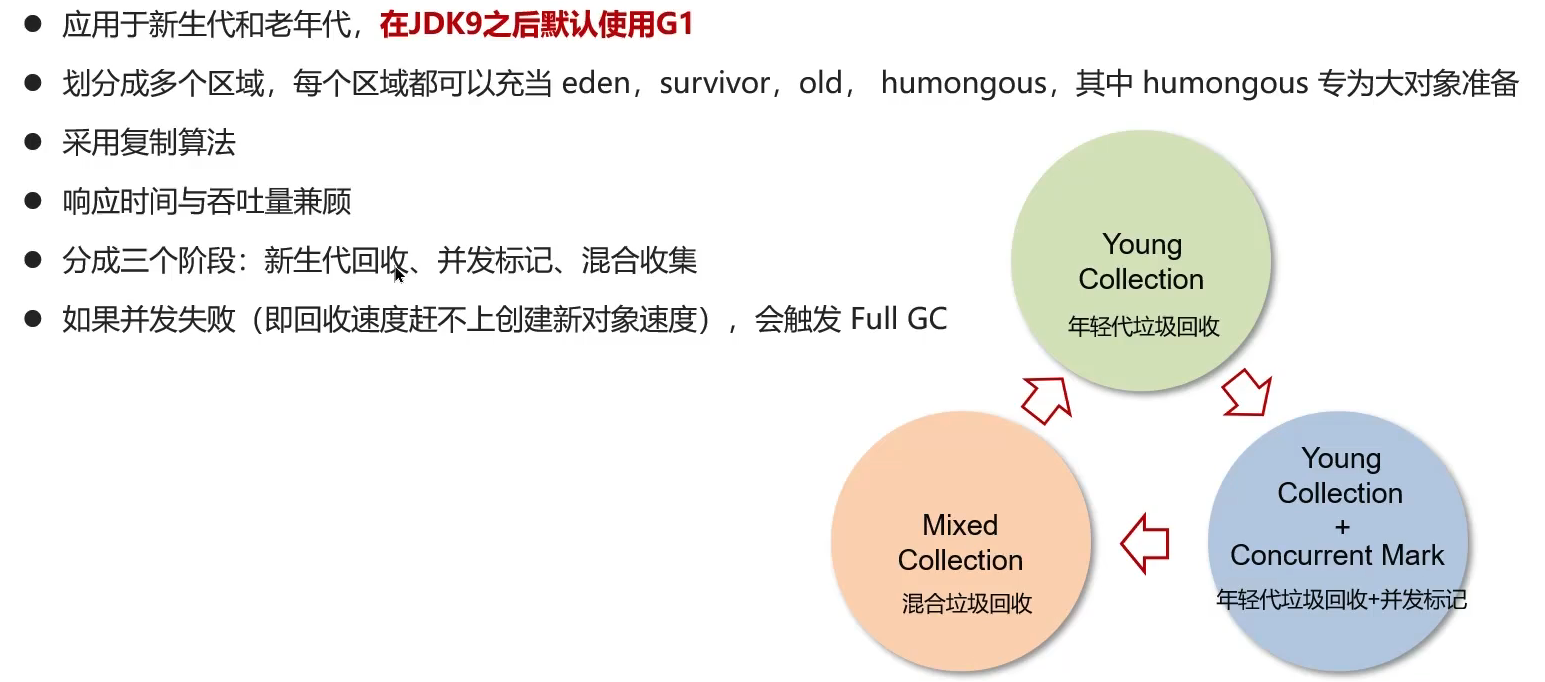 应用于新生代和老年代，在JDK9之后默认使用G1
划分成多个区域，每个区域都可以充当 eden，survivor，old， humongous，其中 humongous 专为大对象准备
采用复制算法
响应时间与吞吐量兼顾
分成三个阶段：新生代回收、并发标记、混合收集
如果并发失败（即回收速度赶不上创建新对象速度），会触发 Full GC
Young
Collection
年轻代垃圾回收
Young
Collection
+
Concurrent Mark
年轻代垃圾回收+并发标记
Mixed
Collection
混合垃圾回收